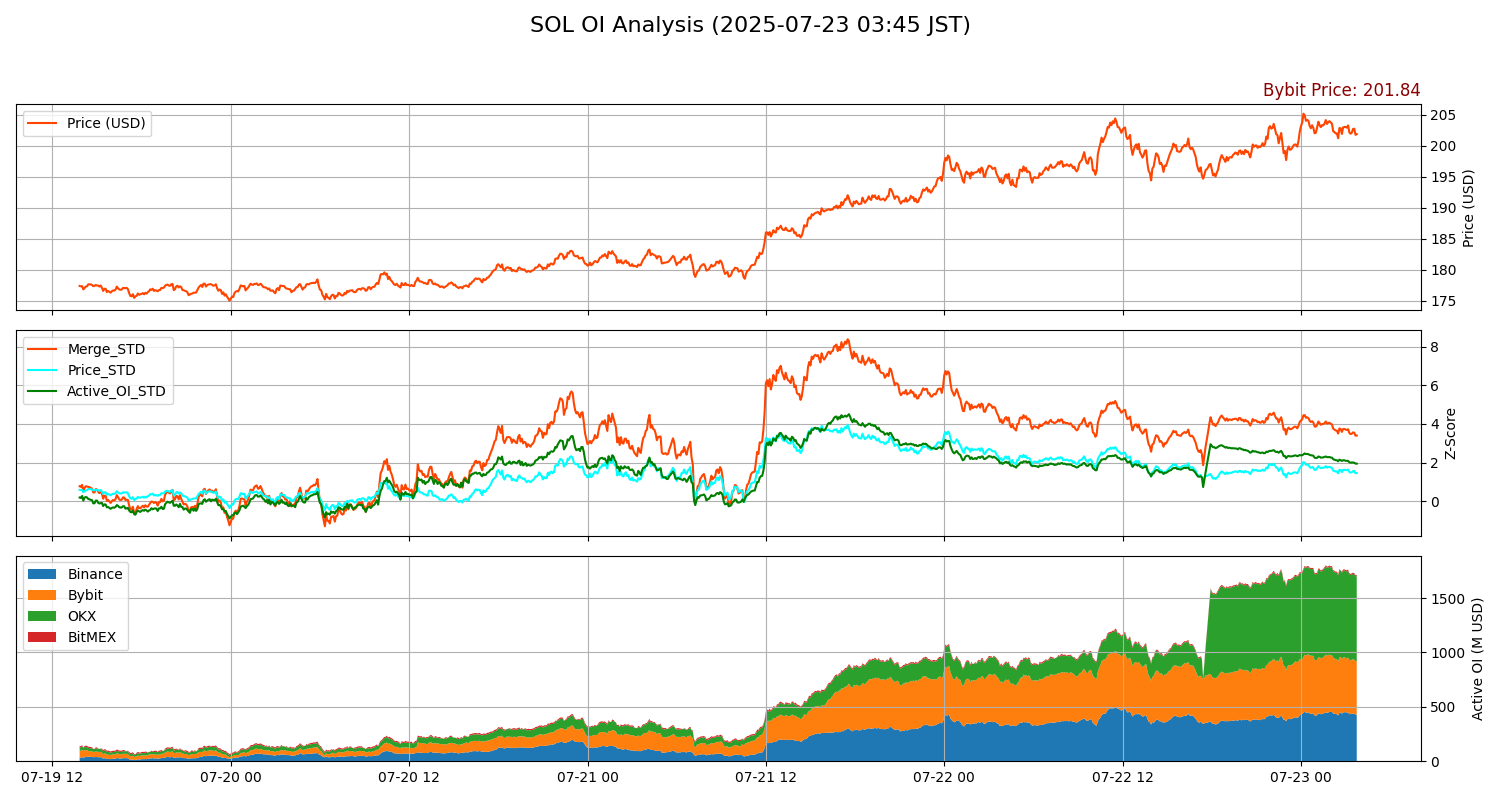 SOL OI Analysis (2025-07-23 03:45 JST)
Bybit Price: 201.84
Price (USD)
205
200
195
190
185
180
175
Price (USD)
Merge_STD
Price_STD
Active_OI_STD
8
6
4
2
0
Z-Score
Binance
Bybit
OKX
BitMEX
1500
1000
500
0
Active OI (M USD)
07-19 12
07-20 00
07-20 12
07-21 00
07-21 12
07-22 00
07-22 12
07-23 00